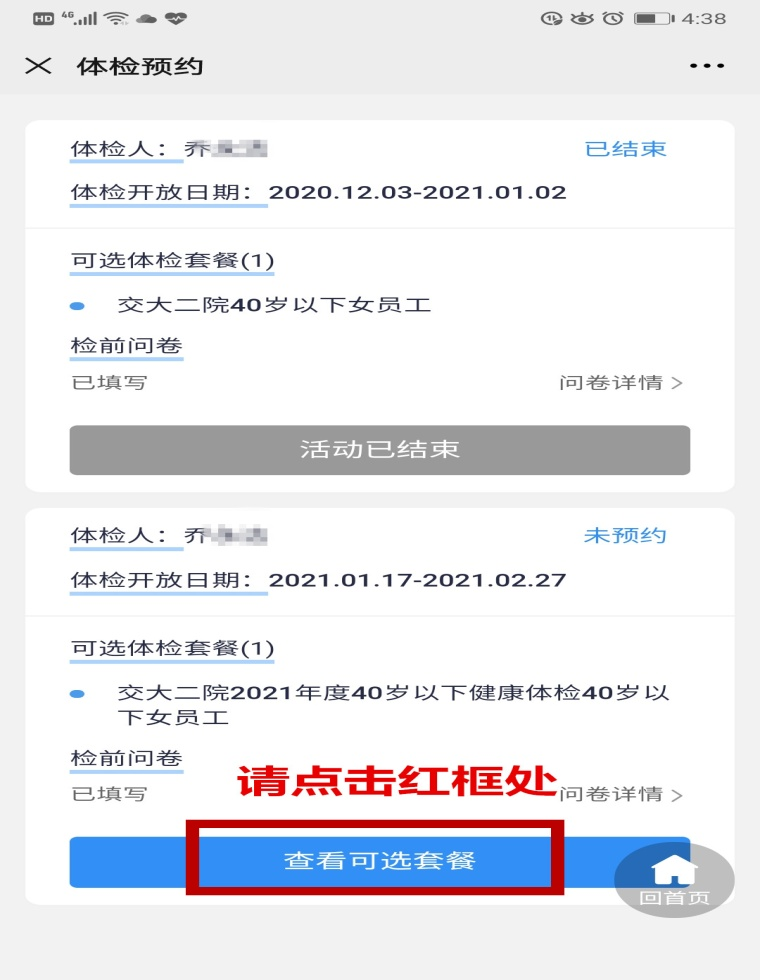 HD 4G 4:38
体检预约
体检人：乔
已结束
体检开放日期：2020.12.03-2021.01.02
可选体检套餐(1)
交大二院40岁以下女员工
检前问卷
已填写
问卷详情
活动已结束
体检人：乔
未预约
体检开放日期：2021.01.17-2021.02.27
可选体检套餐(1)
交大二院2021年度40岁以下健康体检40岁以
下女员工
检前问卷
请点击红框处
已填写
问卷详情
查看可选套餐
回首页